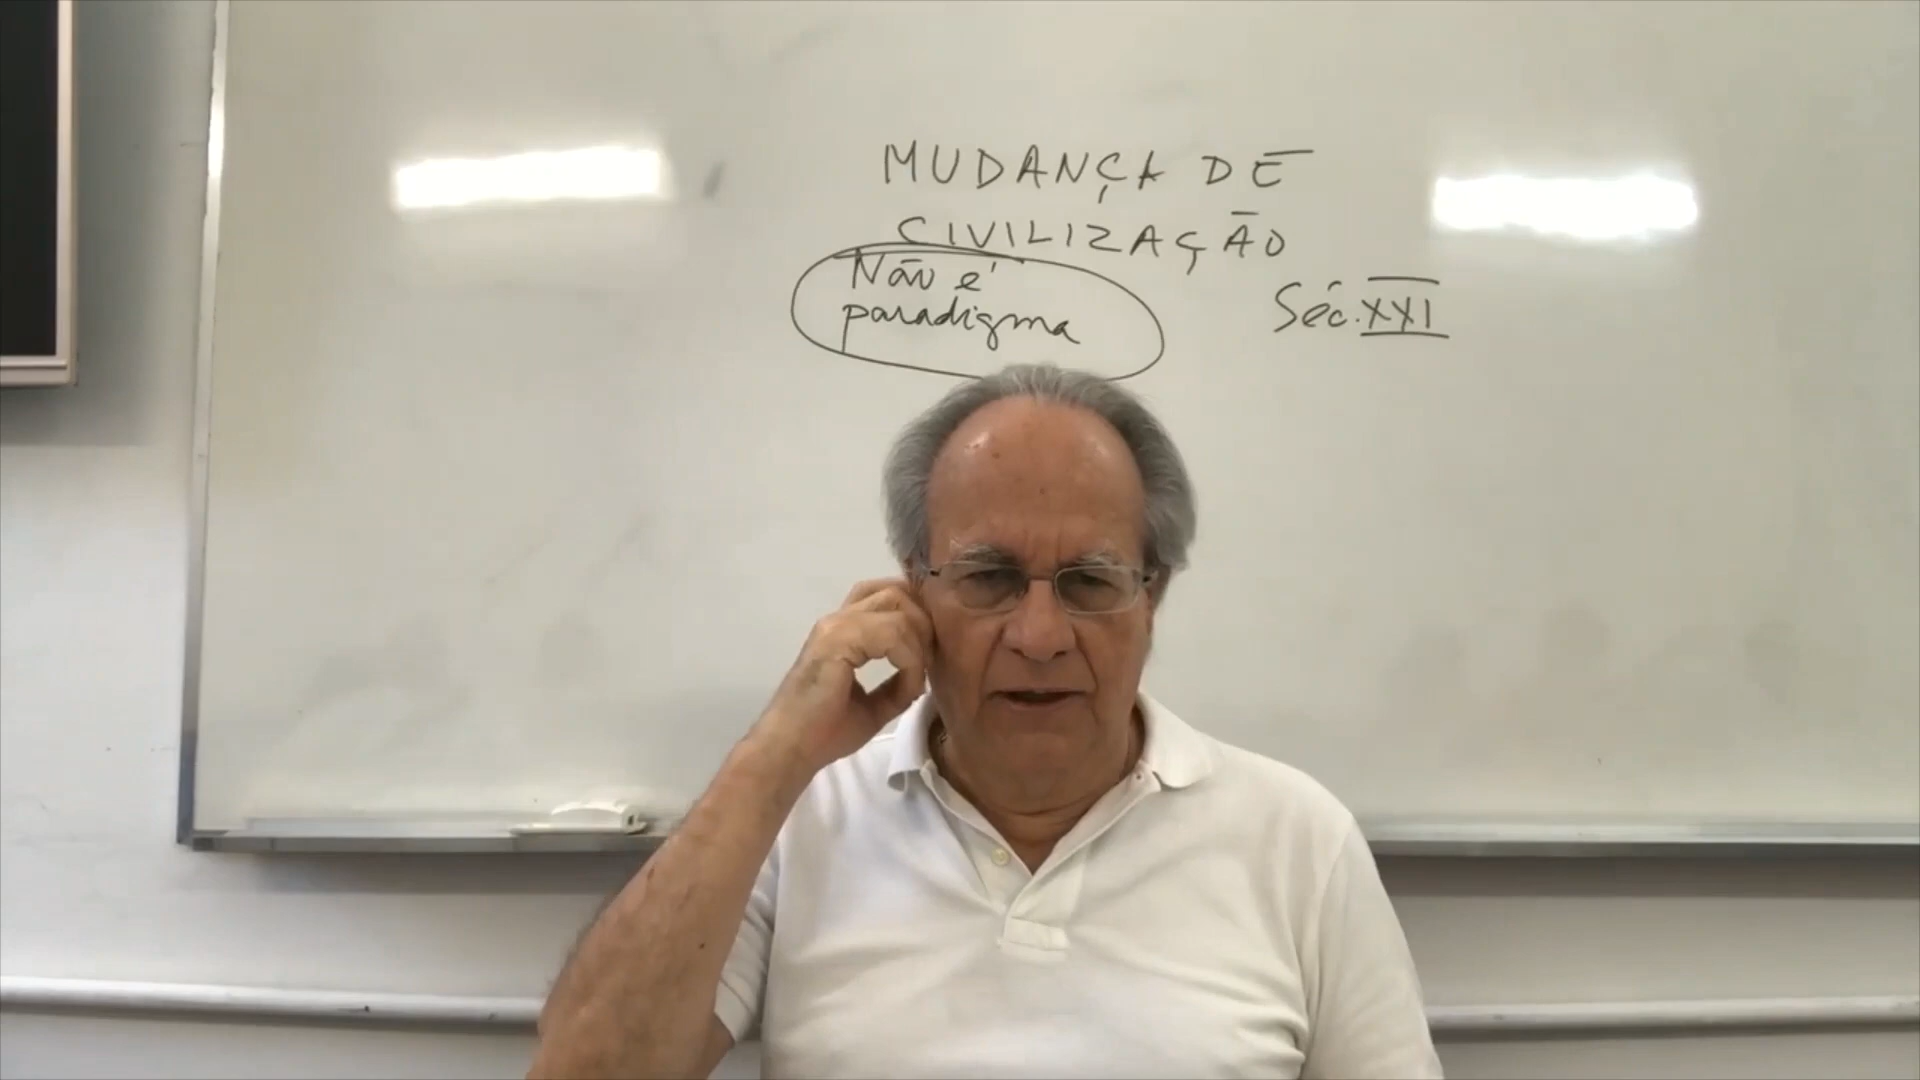 MUDANÇA DE
CIVILIZAÇÃO
Não é
paradigma
Séc. XXI